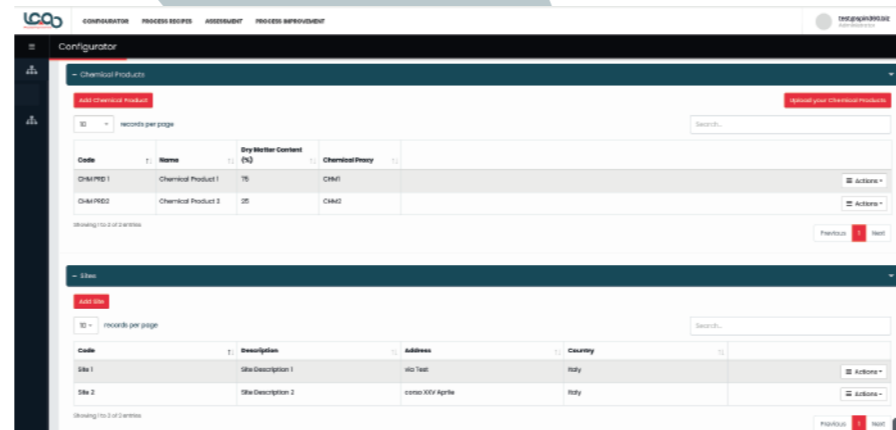 LCQb
CONFIGURATOR PROCESS RECIPES ASSESSMENT PROCESS IMPROVEMENT
Administrator
Configurator
− Chemical Products
Add Chemical Product Upload your Chemical Products
10 records per page Search...
Code Name Dry Matter Content (%) Chemical Proxy
CHM PRD 1 Chemical Product 1 75 CHM1 Actions
CHM PRD2 Chemical Product 2 25 CHM2 Actions
Showing 1 to 2 of 2 entries
Previous 1 Next
− Sites
Add Site
10 records per page Search...
Code Description Address Country
Site 1 Site Description 1 via Test Italy Actions
Site 2 Site Description 2 corso XXV Aprile Italy Actions
Showing 1 to 2 of 2 entries
Previous 1 Next